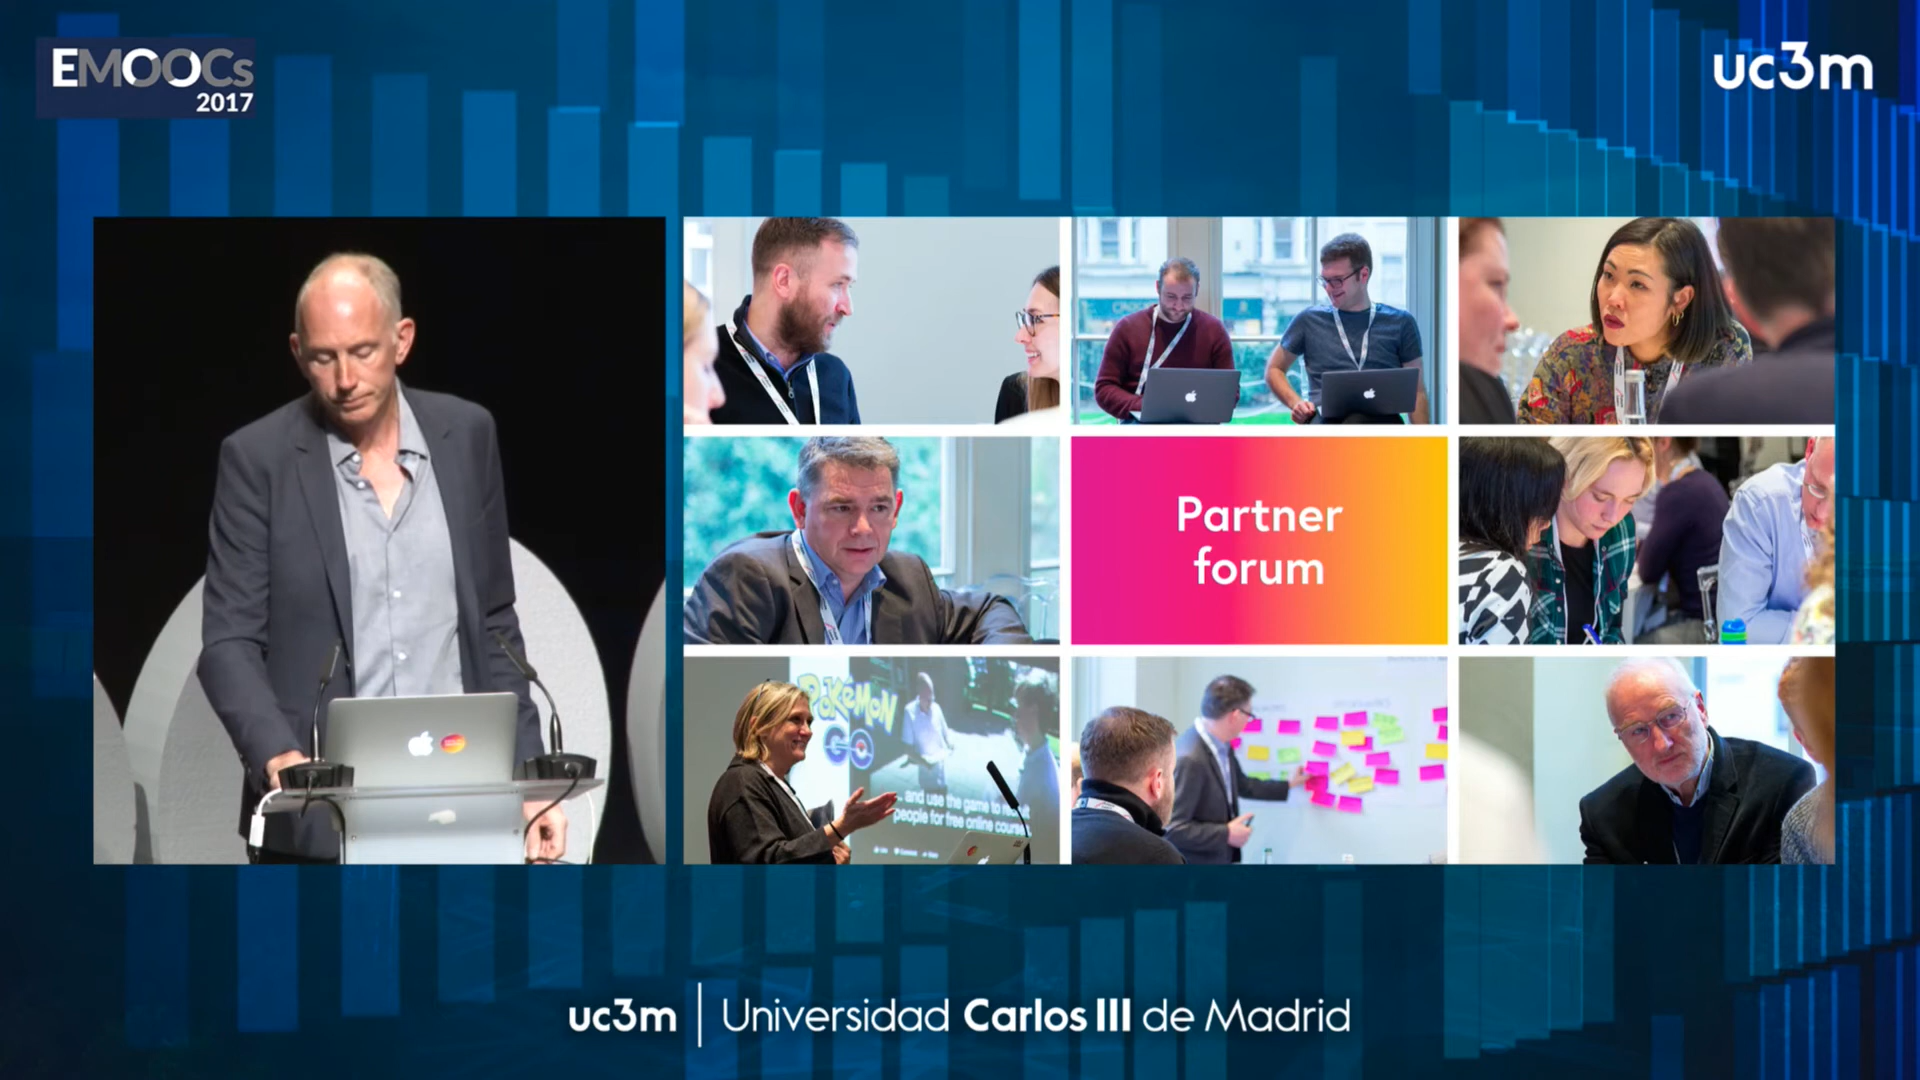 EMOOCs
2017
uc3m
Partner
forum
POKÉMON
GO
... and use the game to recruit
people for free online course
uc3m | Universidad Carlos III de Madrid